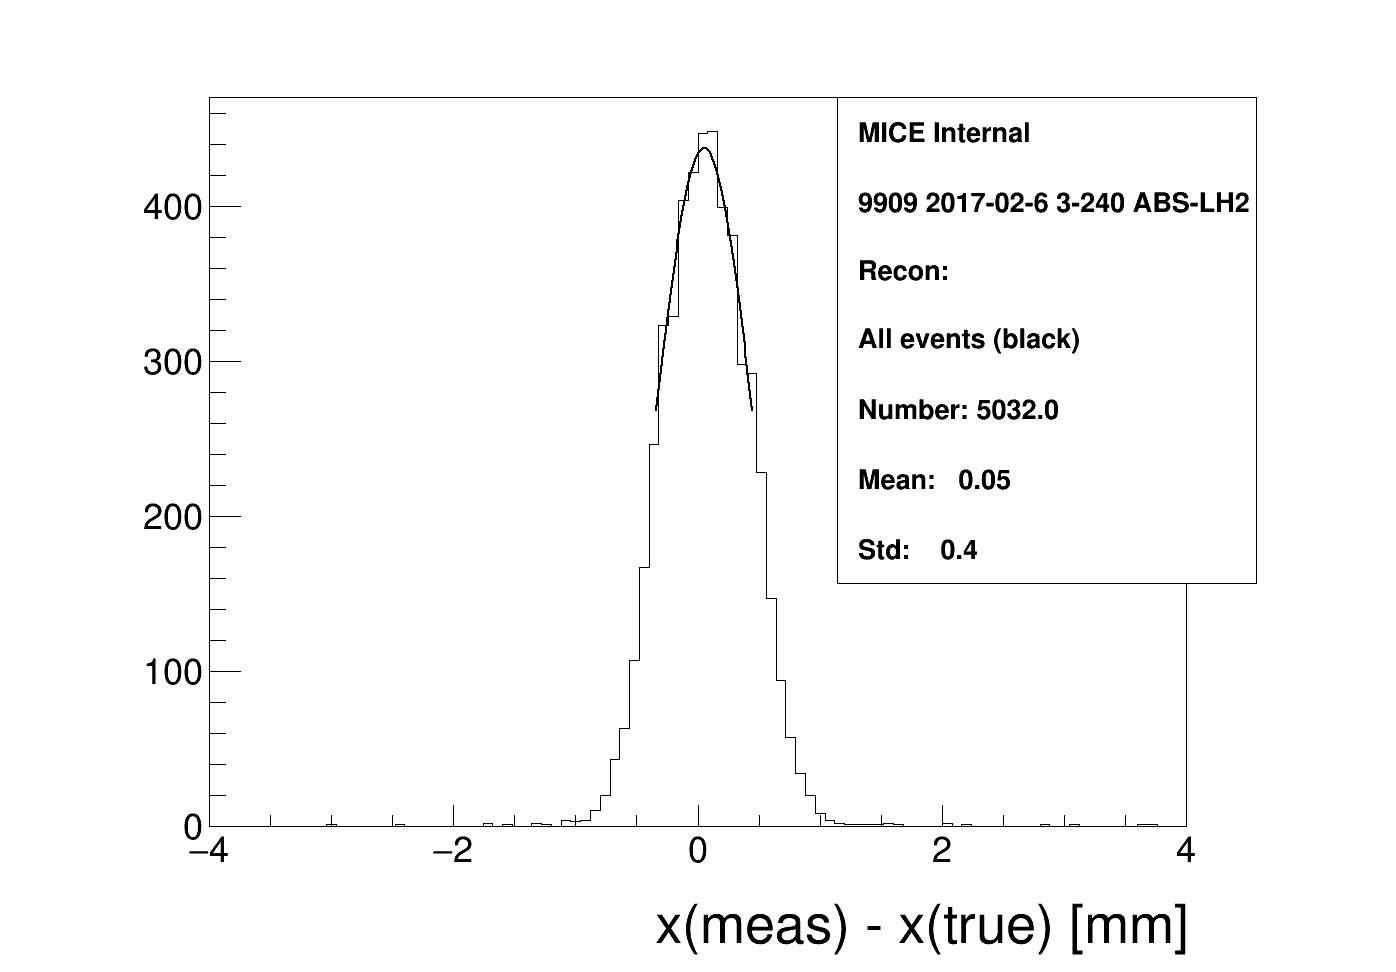 MICE Internal
9909 2017-02-6 3-240 ABS-LH2
Recon:
All events (black)
Number: 5032.0
Mean: 0.05
Std: 0.4
400
300
200
100
0
−4 −2 0 2 4
x(meas) - x(true) [mm]